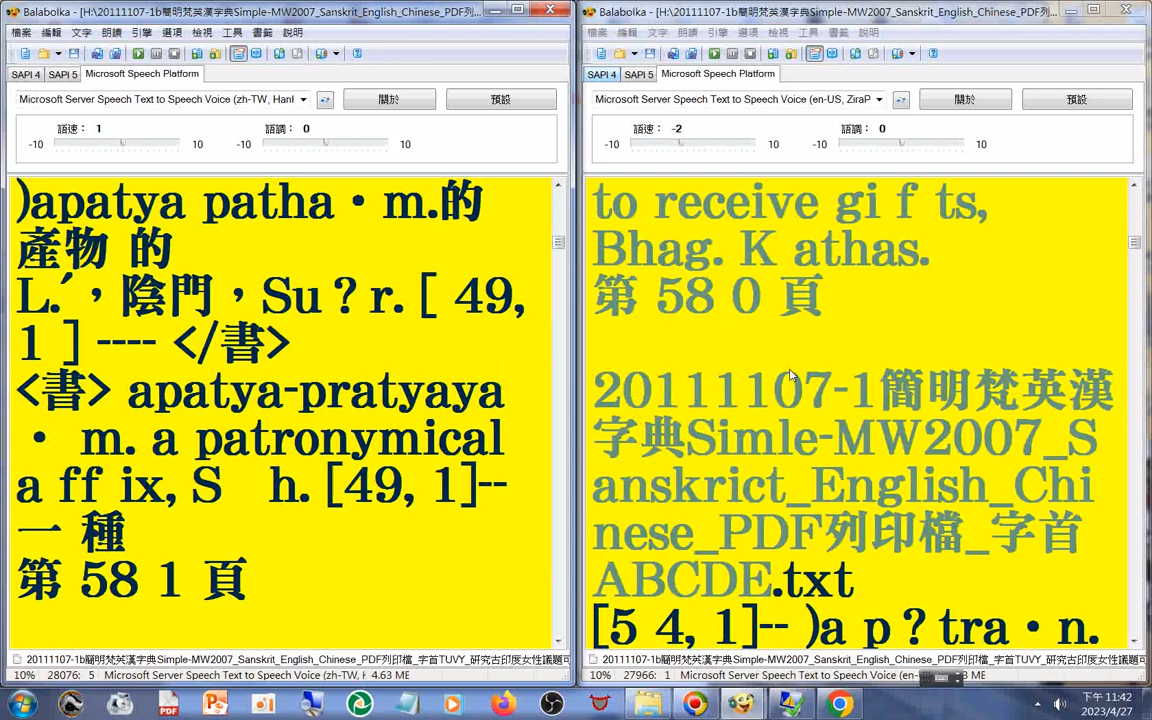 Balabolka - [H:\20111107-1b簡明梵英漢字典Simple-MW2007_Sanskrit_English_Chinese_PDF列...
檔案 編輯 文字 朗讀 引擎 選項 檢視 工具 書籤 說明
SAPI 4 SAPI 5 Microsoft Speech Platform
Microsoft Server Speech Text to Speech Voice (zh-TW, Hanl 關於 預設
語速： 1 語調： 0
-10 10 -10 10
)apatya patha・m.的
產物 的
L.´，陰門，Su？r. [ 49,
1 ] ---- </書>
<書> apatya-pratyaya
・ m. a patronymical
a ff ix, S h. [49, 1]--
一 種
第 58 1 頁
20111107-1b簡明梵英漢字典Simple-MW2007_Sanskrit_English_Chinese_PDF列印檔_字首TUVY_研究古印度女性議題可
10% 28076: 5 Microsoft Server Speech Text to Speech Voice (zh-TW, H 4.63 MB
Balabolka - [H:\20111107-1b簡明梵英漢字典Simple-MW2007_Sanskrit_English_Chinese_PDF列...
檔案 編輯 文字 朗讀 引擎 選項 檢視 工具 書籤 說明
SAPI 4 SAPI 5 Microsoft Speech Platform
Microsoft Server Speech Text to Speech Voice (en-US, ZiraP 關於 預設
語速： -2 語調： 0
-10 10 -10 10
to receive gi f ts,
Bhag. K athas.
第 58 0 頁
20111107-1簡明梵英漢
字典Simle-MW2007_S
anskrict_English_Chi
nese_PDF列印檔_字首
ABCDE.txt
[5 4, 1]-- )a p？tra・n.
20111107-1b簡明梵英漢字典Simple-MW2007_Sanskrit_English_Chinese_PDF列印檔_字首TUVY_研究古印度女性議題可
10% 27966: 1 Microsoft Server Speech Text to Speech Voice (en-U MB
下午 11:42
2023/4/27